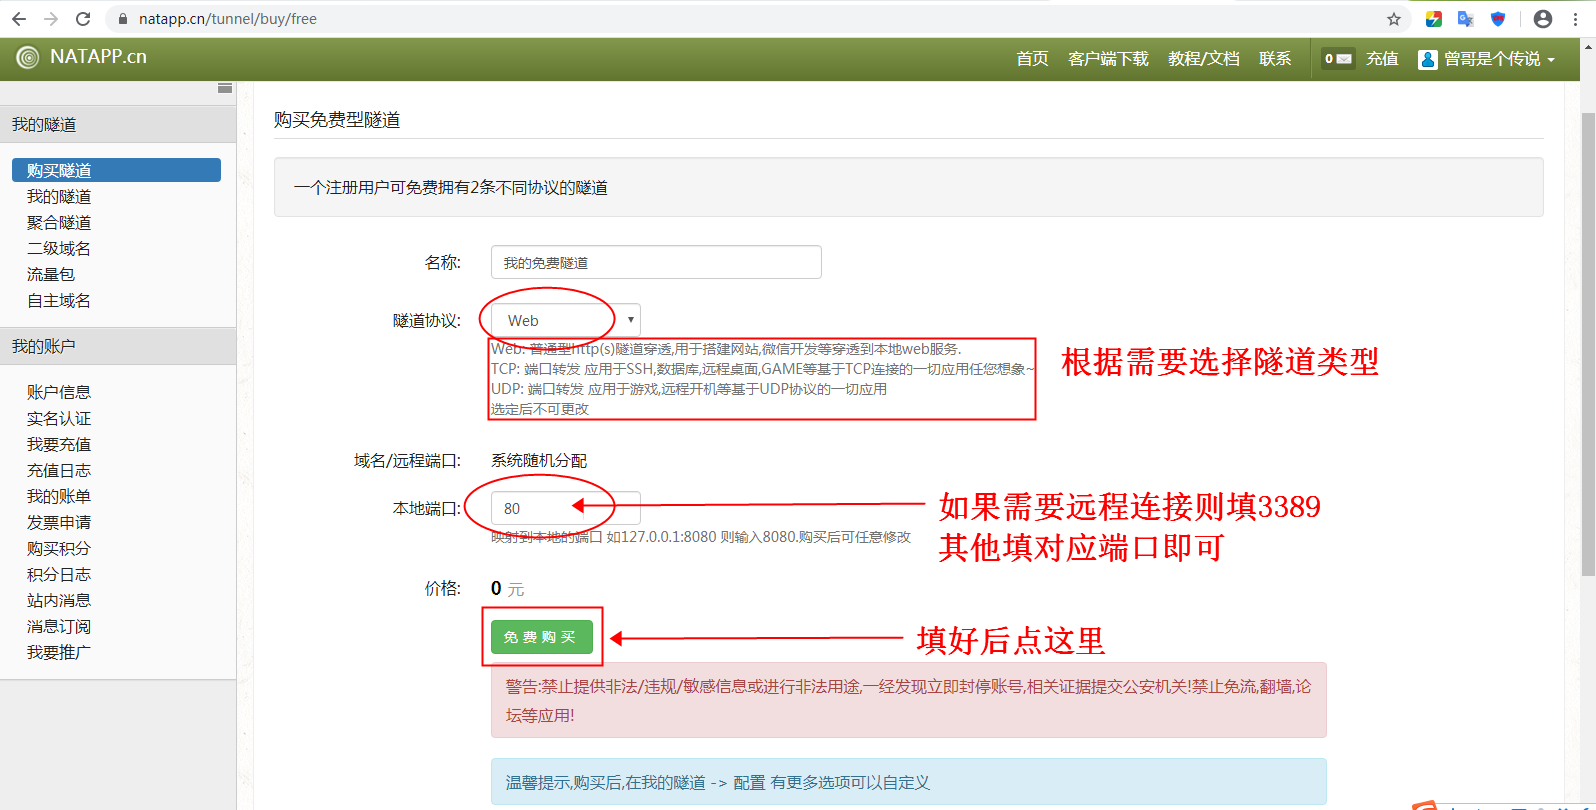 natapp.cn/tunnel/buy/free
NATAPP.cn
首页 客户端下载 教程/文档 联系 0 充值 曾哥是个传说
我的隧道
购买隧道
我的隧道
聚合隧道
二级域名
流量包
自主域名
我的账户
账户信息
实名认证
我要充值
充值日志
我的账单
发票申请
购买积分
积分日志
站内消息
消息订阅
我要推广
购买免费型隧道
一个注册用户可免费拥有2条不同协议的隧道
名称: 我的免费隧道
隧道协议: Web
Web: 普通型http(s)隧道穿透,用于搭建网站,微信开发等穿透到本地web服务.
TCP: 端口转发 应用于SSH,数据库,远程桌面,GAME等基于TCP连接的一切应用任您想象~
UDP: 端口转发 应用于游戏,远程开机等基于UDP协议的一切应用
选定后不可更改
根据需要选择隧道类型
域名/远程端口: 系统随机分配
本地端口: 80
映射到本地的端口 如127.0.0.1:8080 则输入8080.购买后可任意修改
如果需要远程连接则填3389
其他填对应端口即可
价格: 0 元
免费购买
填好后点这里
警告:禁止提供非法/违规/敏感信息或进行非法用途,一经发现立即封停账号,相关证据提交公安机关!禁止免流,翻墙,论
坛等应用!
温馨提示,购买后,在我的隧道 -> 配置 有更多选项可以自定义